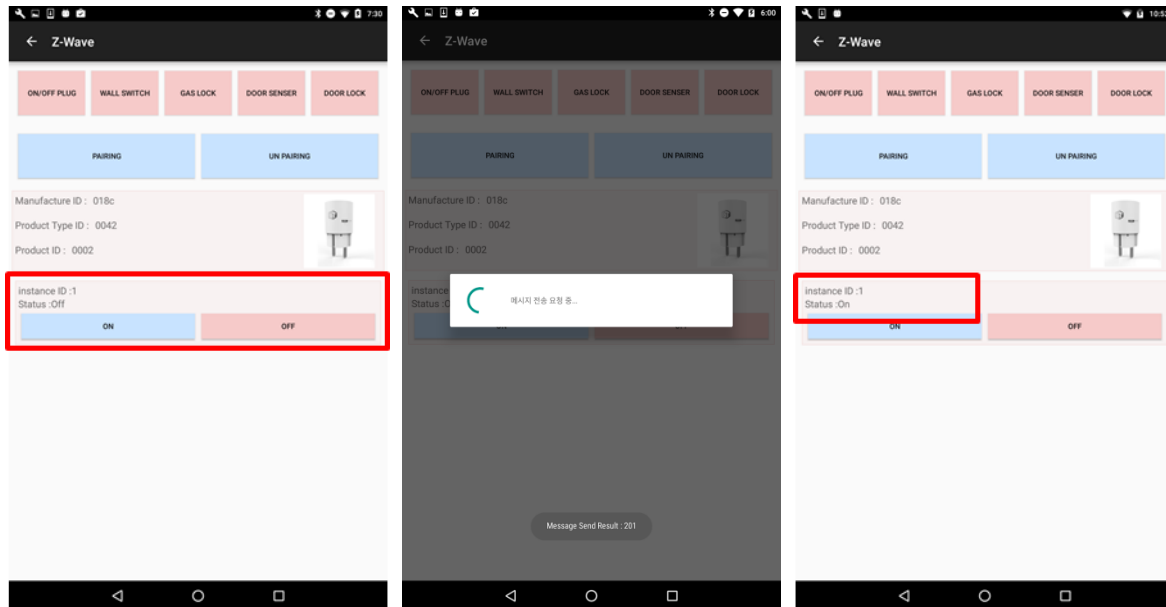 7:30
Z-Wave
ON/OFF PLUG WALL SWITCH GAS LOCK DOOR SENSER DOOR LOCK
PAIRING UN PAIRING
Manufacture ID : 018c
Product Type ID : 0042
Product ID : 0002
instance ID :1
Status :Off
ON OFF
6:00
Z-Wave
ON/OFF PLUG WALL SWITCH GAS LOCK DOOR SENSER DOOR LOCK
PAIRING UN PAIRING
Manufacture ID : 018c
Product Type ID : 0042
Product ID : 0002
instance
Status :
메시지 전송 요청 중...
Message Send Result : 201
Z-Wave
ON/OFF PLUG WALL SWITCH GAS LOCK DOOR SENSER DOOR LOCK
PAIRING UN PAIRING
Manufacture ID : 018c
Product Type ID : 0042
Product ID : 0002
instance ID :1
Status :On
ON OFF